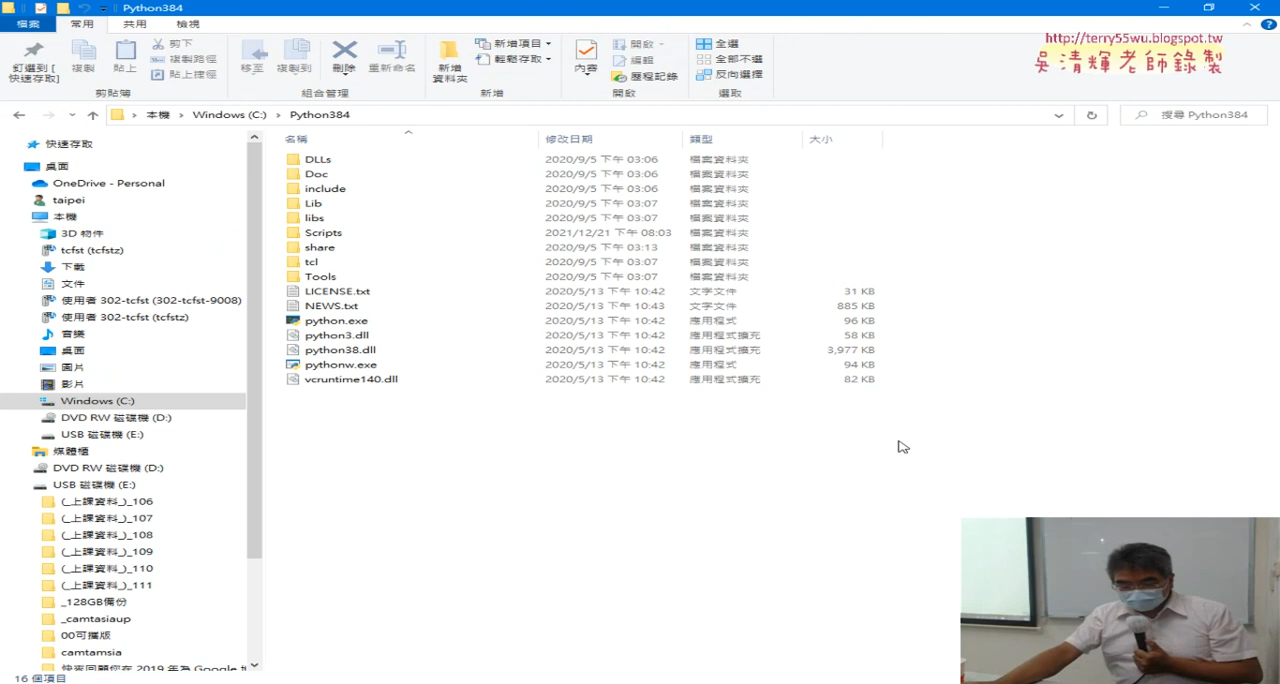 Python384
檔案 常用 共用 檢視
釘選到 [快速存取]
複製
貼上
剪下
複製路徑
貼上捷徑
剪貼簿
移至
複製到
刪除
重新命名
組合管理
新增資料夾
新增項目
輕鬆存取
新增
內容
開啟
編輯
歷程記錄
開啟
全選
全部不選
反向選擇
選取
http://terry55wu.blogspot.tw
吳清輝老師錄製
本機 > Windows (C:) > Python384
搜尋 Python384
快速存取
桌面
OneDrive - Personal
taipei
本機
3D 物件
tcfst (tcfstz)
下載
文件
使用者 302-tcfst (302-tcfst-9008)
使用者 302-tcfst (tcfstz)
音樂
桌面
圖片
影片
Windows (C:)
DVD RW 磁碟機 (D:)
USB 磁碟機 (E:)
媒體櫃
DVD RW 磁碟機 (D:)
USB 磁碟機 (E:)
(_上課資料_)_106
(_上課資料_)_107
(_上課資料_)_108
(_上課資料_)_109
(_上課資料_)_110
(_上課資料_)_111
_128GB備份
_camtasiaup
00可攜版
camtamsia
快來回顧您在 2019 年為 Google
名稱 修改日期 類型 大小
DLLs 2020/9/5 下午 03:06 檔案資料夾
Doc 2020/9/5 下午 03:06 檔案資料夾
include 2020/9/5 下午 03:06 檔案資料夾
Lib 2020/9/5 下午 03:07 檔案資料夾
libs 2020/9/5 下午 03:07 檔案資料夾
Scripts 2021/12/21 下午 08:03 檔案資料夾
share 2020/9/5 下午 03:13 檔案資料夾
tcl 2020/9/5 下午 03:07 檔案資料夾
Tools 2020/9/5 下午 03:07 檔案資料夾
LICENSE.txt 2020/5/13 下午 10:42 文字文件 31 KB
NEWS.txt 2020/5/13 下午 10:43 文字文件 885 KB
python.exe 2020/5/13 下午 10:42 應用程式 96 KB
python3.dll 2020/5/13 下午 10:42 應用程式擴充 58 KB
python38.dll 2020/5/13 下午 10:42 應用程式擴充 3,977 KB
pythonw.exe 2020/5/13 下午 10:42 應用程式 94 KB
vcruntime140.dll 2020/5/13 下午 10:42 應用程式擴充 82 KB
16 個項目